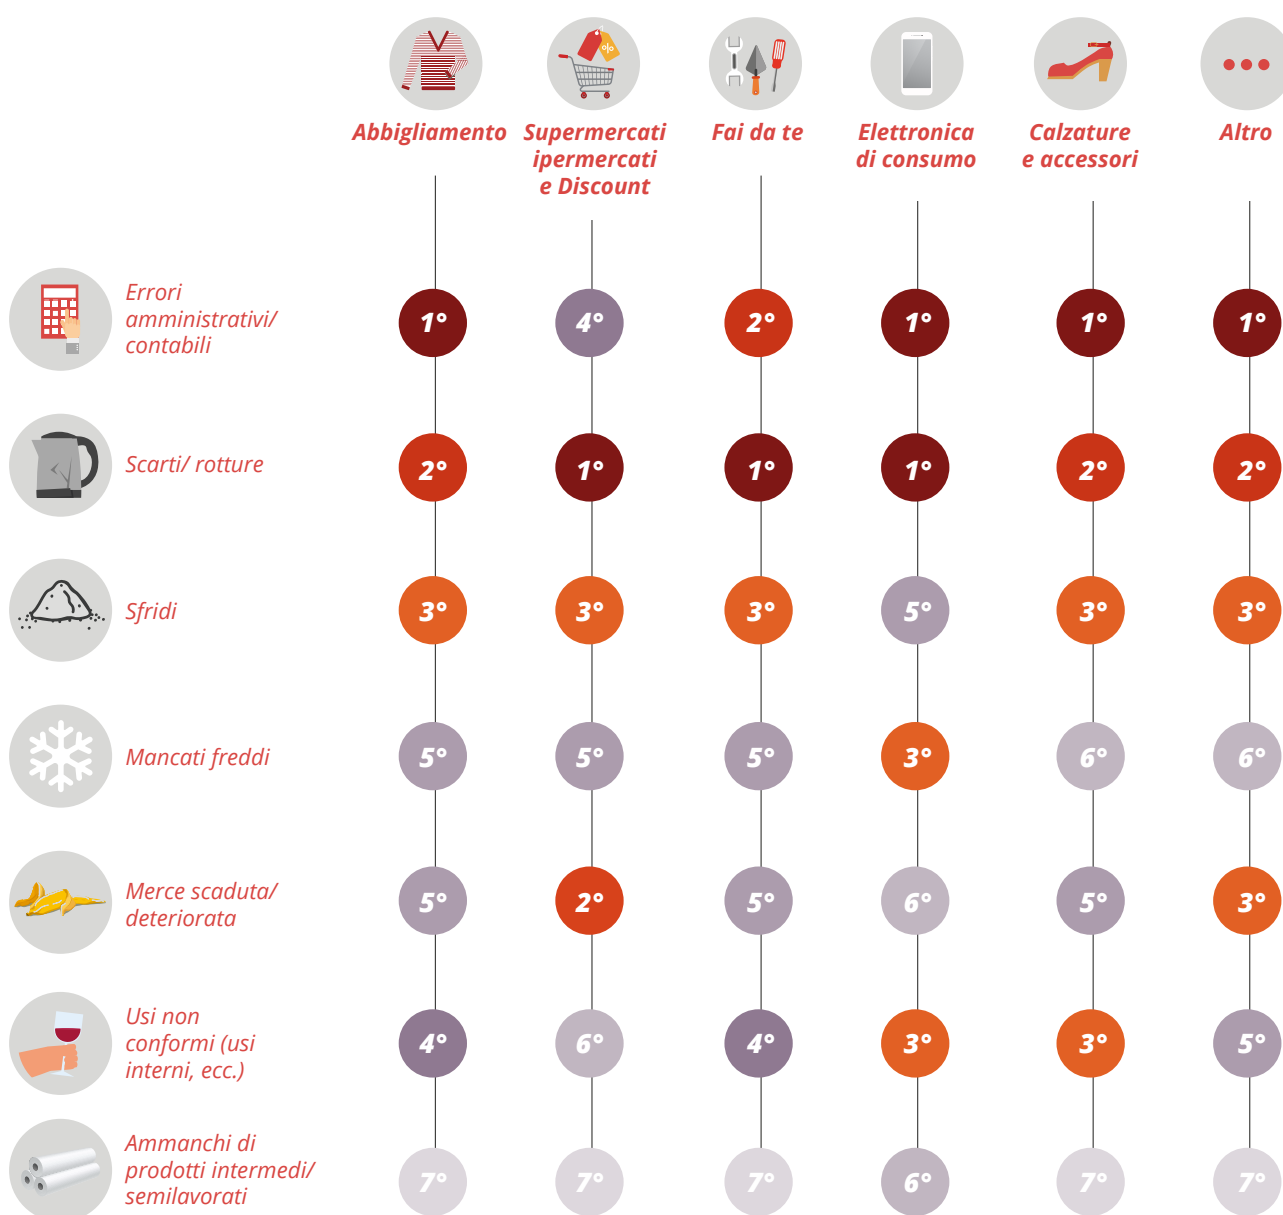 %
Abbigliamento
Supermercati
ipermercati
e Discount
Fai da te
Elettronica
di consumo
Calzature
e accessori
Altro
Errori
amministrativi/
contabili
1° 4° 2° 1° 1° 1°
Scarti/ rotture
2° 1° 1° 1° 2° 2°
Sfridi
3° 3° 3° 5° 3° 3°
Mancati freddi
5° 5° 5° 3° 6° 6°
Merce scaduta/
deteriorata
5° 2° 5° 6° 5° 3°
Usi non
conformi (usi
interni, ecc.)
4° 6° 4° 3° 3° 5°
Ammanchi di
prodotti intermedi/
semilavorati
7° 7° 7° 6° 7° 7°